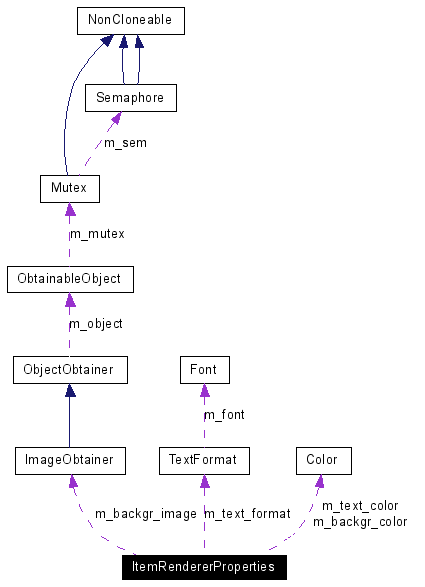 NonCloneable
Semaphore
m_sem
Mutex
m_mutex
ObtainableObject
m_object
ObjectObtainer
Font
m_font
ImageObtainer
TextFormat
Color
m_backgr_image
m_text_format
m_text_color
m_backgr_color
ItemRendererProperties